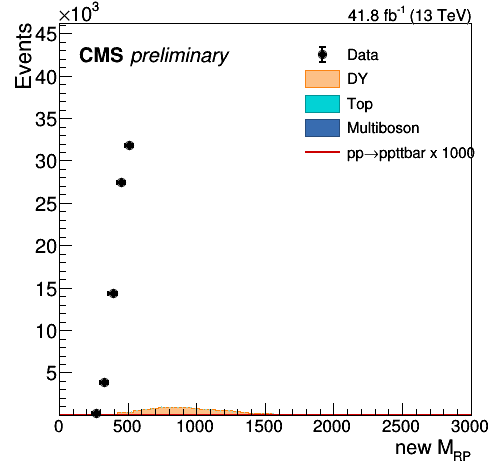 ×10³
41.8 fb⁻¹ (13 TeV)
Events
CMS preliminary
Data
DY
Top
Multiboson
pp→ppttbar x 1000
45
40
35
30
25
20
15
10
5
0 500 1000 1500 2000 2500 3000
new M_RP